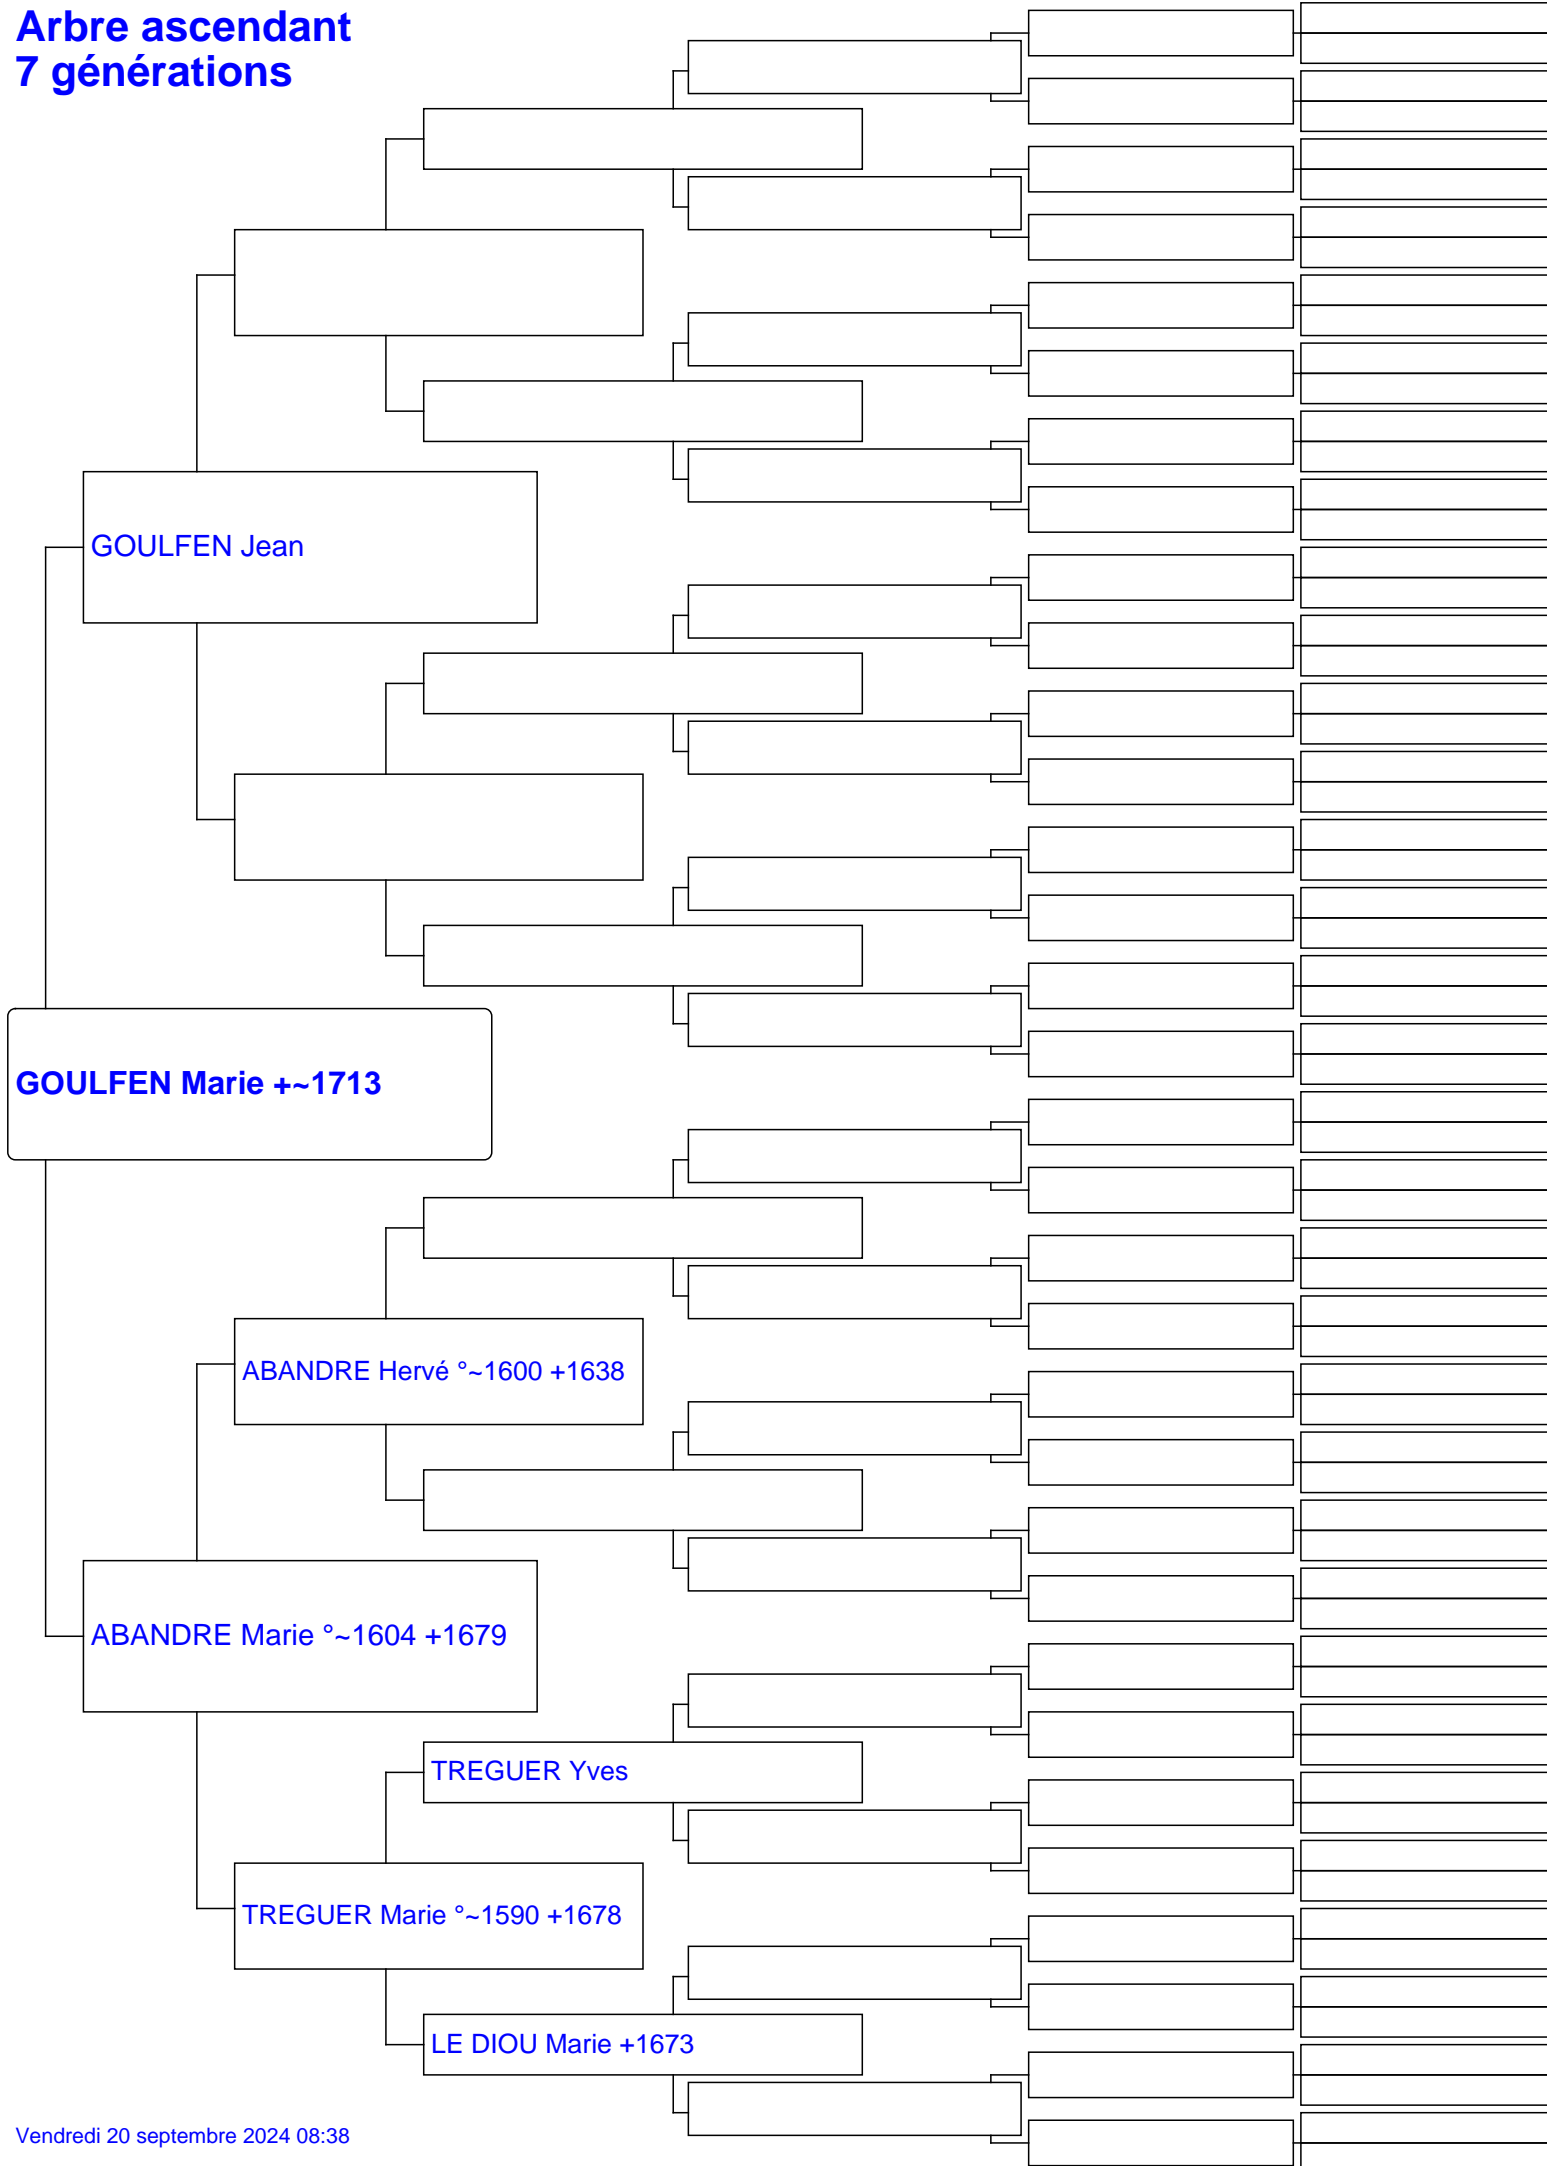 Arbre ascendant
7 générations
GOULFEN Jean
GOULFEN Marie +~1713
ABANDRE Hervé °~1600 +1638
ABANDRE Marie °~1604 +1679
TREGUER Yves
TREGUER Marie °~1590 +1678
LE DIOU Marie +1673
Vendredi 20 septembre 2024 08:38